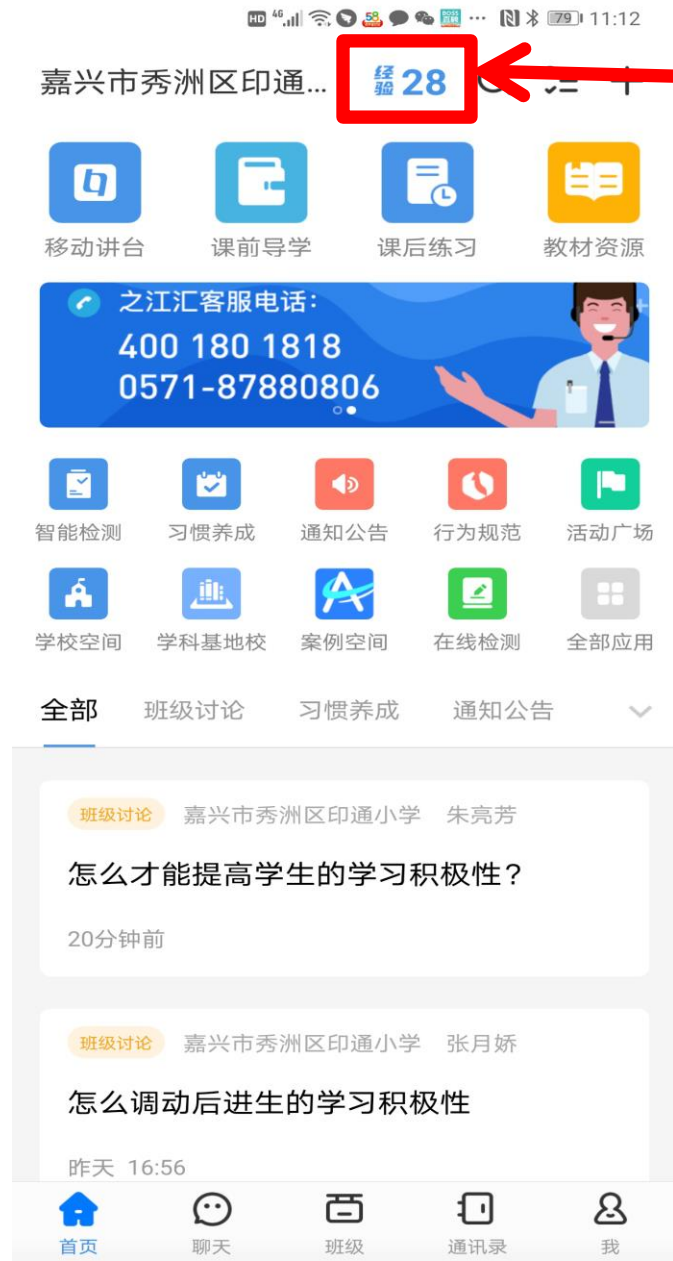 HD 46 79 11:12
嘉兴市秀洲区印通... 经验 28
移动讲台 课前导学 课后练习 教材资源
之江汇客服电话：
400 180 1818
0571-87880806
智能检测 习惯养成 通知公告 行为规范 活动广场
学校空间 学科基地校 案例空间 在线检测 全部应用
全部 班级讨论 习惯养成 通知公告
班级讨论 嘉兴市秀洲区印通小学 朱亮芳
怎么才能提高学生的学习积极性？
20分钟前
班级讨论 嘉兴市秀洲区印通小学 张月娇
怎么调动后进生的学习积极性
昨天 16:56
首页 聊天 班级 通讯录 我